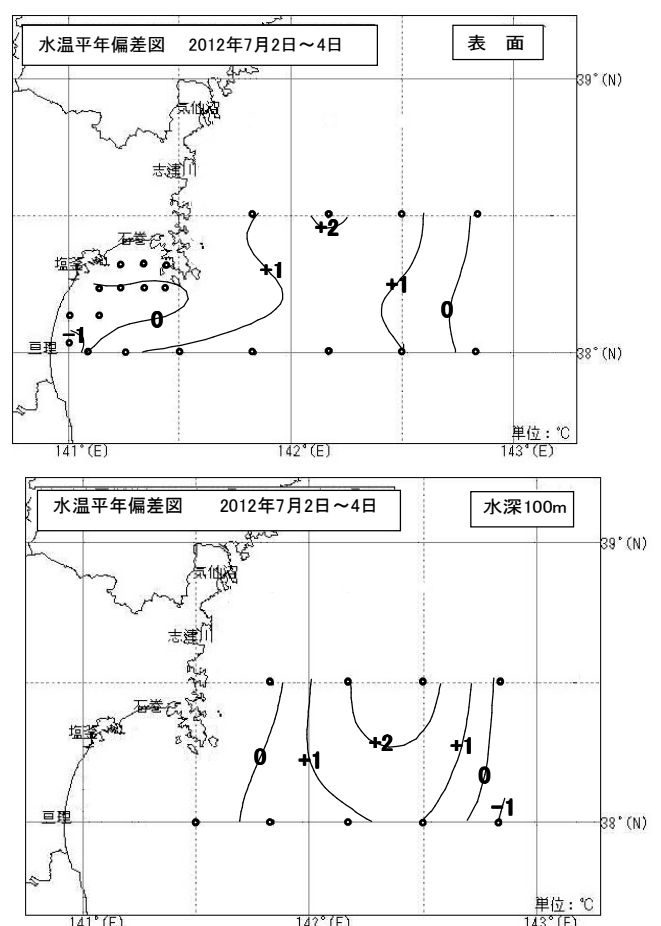 水温平年偏差図 2012年7月2日～4日
表 面
39°(N)
気仙沼
志津川
+2
石巻
塩釜
+1
+1
0
0
-1
亘理
38°(N)
単位：℃
141°(E)
142°(E)
143°(E)
水温平年偏差図 2012年7月2日～4日
水深100m
39°(N)
気仙沼
志津川
石巻
塩釜
+2
+1
0
+1
0
-1
亘理
38°(N)
単位：℃
141°(E)
142°(E)
143°(E)